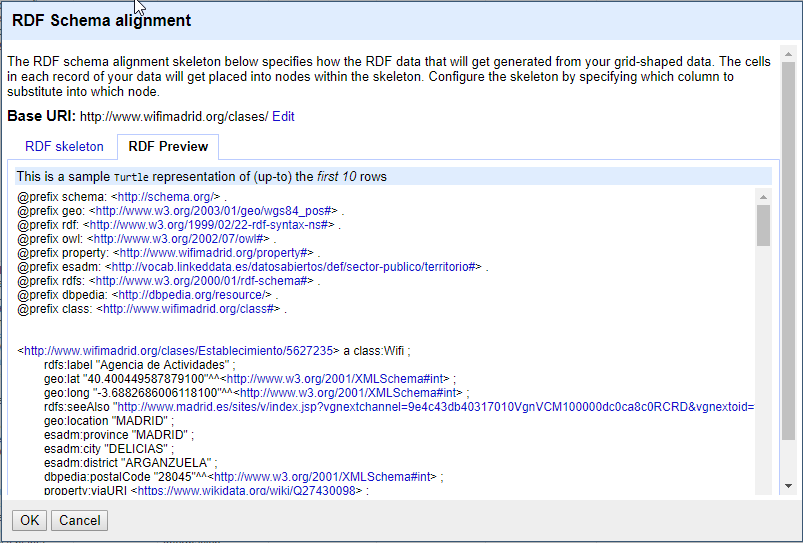 RDF Schema alignment
The RDF schema alignment skeleton below specifies how the RDF data that will get generated from your grid-shaped data. The cells
in each record of your data will get placed into nodes within the skeleton. Configure the skeleton by specifying which column to
substitute into which node.
Base URI: http://www.wifimadrid.org/clases/ Edit
RDF skeleton RDF Preview
This is a sample Turtle representation of (up-to) the first 10 rows
@prefix schema: <http://schema.org/> .
@prefix geo: <http://www.w3.org/2003/01/geo/wgs84_pos#> .
@prefix rdf: <http://www.w3.org/1999/02/22-rdf-syntax-ns#> .
@prefix owl: <http://www.w3.org/2002/07/owl#> .
@prefix property: <http://www.wifimadrid.org/property#> .
@prefix esadm: <http://vocab.linkeddata.es/datosabiertos/def/sector-publico/territorio#> .
@prefix rdfs: <http://www.w3.org/2000/01/rdf-schema#> .
@prefix dbpedia: <http://dbpedia.org/resource/> .
@prefix class: <http://www.wifimadrid.org/class#> .
<http://www.wifimadrid.org/clases/Establecimiento/5627235> a class:Wifi ;
rdfs:label "Agencia de Actividades" ;
geo:lat "40.400449587879100"^^<http://www.w3.org/2001/XMLSchema#int> ;
geo:long "-3.6882686006118100"^^<http://www.w3.org/2001/XMLSchema#int> ;
rdfs:seeAlso "http://www.madrid.es/sites/v/index.jsp?vgnextchannel=9e4c43db40317010VgnVCM100000dc0ca8c0RCRD&vgnextoid=
geo:location "MADRID" ;
esadm:province "MADRID" ;
esadm:city "DELICIAS" ;
esadm:district "ARGANZUELA" ;
dbpedia:postalCode "28045"^^<http://www.w3.org/2001/XMLSchema#int> ;
property:viaURI <https://www.wikidata.org/wiki/Q27430098> ;
OK Cancel